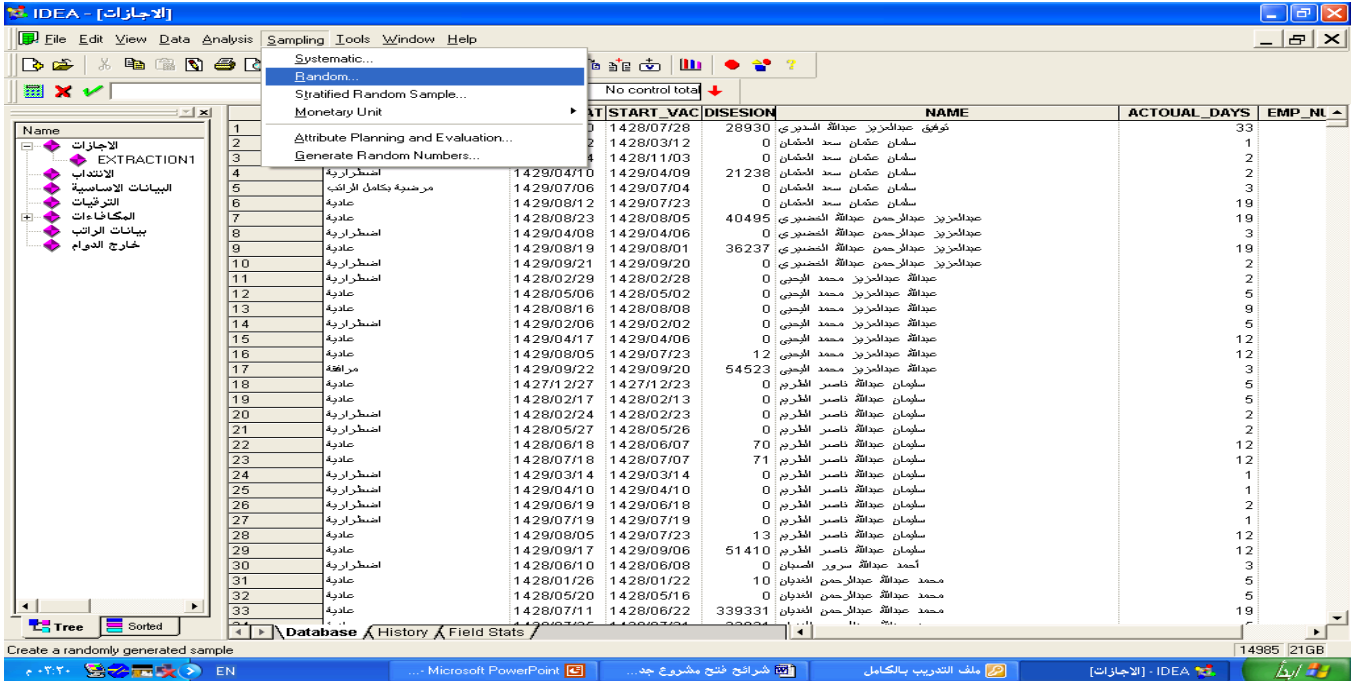 IDEA - [الاجازات]
File Edit View Data Analysis Sampling Tools Window Help
Systematic...
Random...
Stratified Random Sample...
Monetary Unit
Attribute Planning and Evaluation...
Generate Random Numbers...
No control total
Name
الاجازات
EXTRACTION1
الانتداب
البيانات الاساسية
الترقيات
المكافاءات
بيانات الراتب
خارج الدوام
START_VAC DISESION NAME ACTOUAL_DAYS EMP_NU
1 1428/07/28 28930 توفيق عبدالعزيز عبدالله السديري 33
2 1428/03/12 0 سلمان عثمان سعد العثمان 1
3 1428/11/03 0 سلمان عثمان سعد العثمان 2
4 اضطرارية 1429/04/10 1429/04/09 21238 سلمان عثمان سعد العثمان 2
5 مرضية بكامل الراتب 1429/07/06 1429/07/04 0 سلمان عثمان سعد العثمان 3
6 عادية 1429/08/12 1429/07/23 0 سلمان عثمان سعد العثمان 19
7 عادية 1428/08/23 1428/08/05 40495 عبدالعزيز عبدالرحمن عبدالله الخضيري 19
8 اضطرارية 1429/04/08 1429/04/06 0 عبدالعزيز عبدالرحمن عبدالله الخضيري 3
9 عادية 1429/08/19 1429/08/01 36237 عبدالعزيز عبدالرحمن عبدالله الخضيري 19
10 اضطرارية 1429/09/21 1429/09/20 0 عبدالعزيز عبدالرحمن عبدالله الخضيري 2
11 اضطرارية 1428/02/29 1428/02/28 0 عبدالله عبدالعزيز محمد اليحيى 2
12 عادية 1428/05/06 1428/05/02 0 عبدالله عبدالعزيز محمد اليحيى 5
13 عادية 1428/08/16 1428/08/08 0 عبدالله عبدالعزيز محمد اليحيى 9
14 اضطرارية 1429/02/06 1429/02/02 0 عبدالله عبدالعزيز محمد اليحيى 5
15 عادية 1429/04/17 1429/04/06 0 عبدالله عبدالعزيز محمد اليحيى 12
16 عادية 1429/08/05 1429/07/23 12 عبدالله عبدالعزيز محمد اليحيى 12
17 مرافقة 1429/09/22 1429/09/20 54523 عبدالله عبدالعزيز محمد اليحيى 3
18 عادية 1427/12/27 1427/12/23 0 سليمان عبدالله ناصر الطريم 5
19 عادية 1428/02/17 1428/02/13 0 سليمان عبدالله ناصر الطريم 5
20 اضطرارية 1428/02/24 1428/02/23 0 سليمان عبدالله ناصر الطريم 2
21 اضطرارية 1428/05/27 1428/05/26 0 سليمان عبدالله ناصر الطريم 2
22 عادية 1428/06/18 1428/06/07 70 سليمان عبدالله ناصر الطريم 12
23 عادية 1428/07/18 1428/07/07 71 سليمان عبدالله ناصر الطريم 12
24 اضطرارية 1429/03/14 1429/03/14 0 سليمان عبدالله ناصر الطريم 1
25 اضطرارية 1429/04/10 1429/04/10 0 سليمان عبدالله ناصر الطريم 1
26 اضطرارية 1429/06/19 1429/06/18 0 سليمان عبدالله ناصر الطريم 2
27 اضطرارية 1429/07/19 1429/07/19 0 سليمان عبدالله ناصر الطريم 1
28 عادية 1429/08/05 1429/07/23 13 سليمان عبدالله ناصر الطريم 12
29 عادية 1429/09/17 1429/09/06 51410 سليمان عبدالله ناصر الطريم 12
30 اضطرارية 1428/06/10 1428/06/08 0 أحمد عبدالله سرور الصبان 3
31 عادية 1428/01/26 1428/01/22 10 محمد عبدالله عبدالرحمن الغديان 5
32 عادية 1428/05/20 1428/05/16 0 محمد عبدالله عبدالرحمن الغديان 5
33 عادية 1428/07/11 1428/06/22 339331 محمد عبدالله عبدالرحمن الغديان 19
Tree Sorted
Database History Field Stats
Create a randomly generated sample
14985 21GB
٠٣:٢٠ م
EN
Microsoft PowerPoint - ...
شرائح فتح مشروع جد...
ملف التدريب بالكامل
IDEA - [الاجازات]
ابدأ